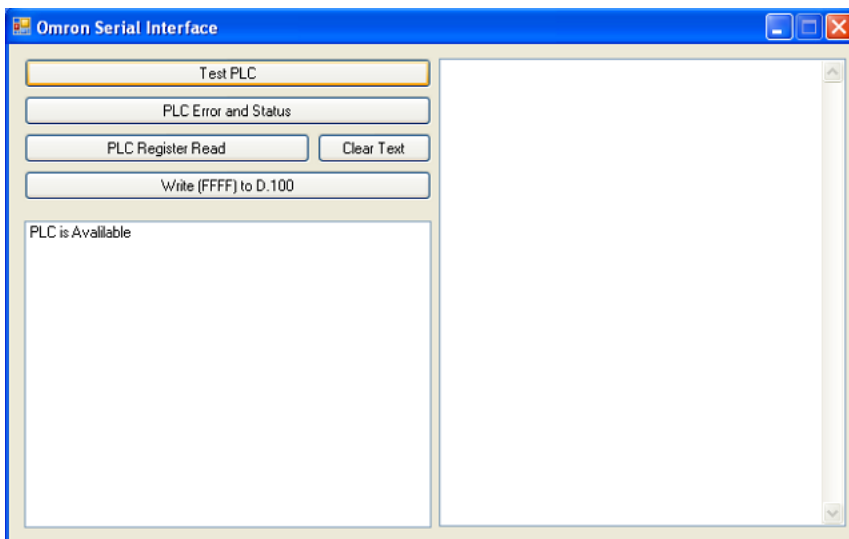 Omron Serial Interface
Test PLC
PLC Error and Status
PLC Register Read
Clear Text
Write (FFFF) to D.100
PLC is Avalilable